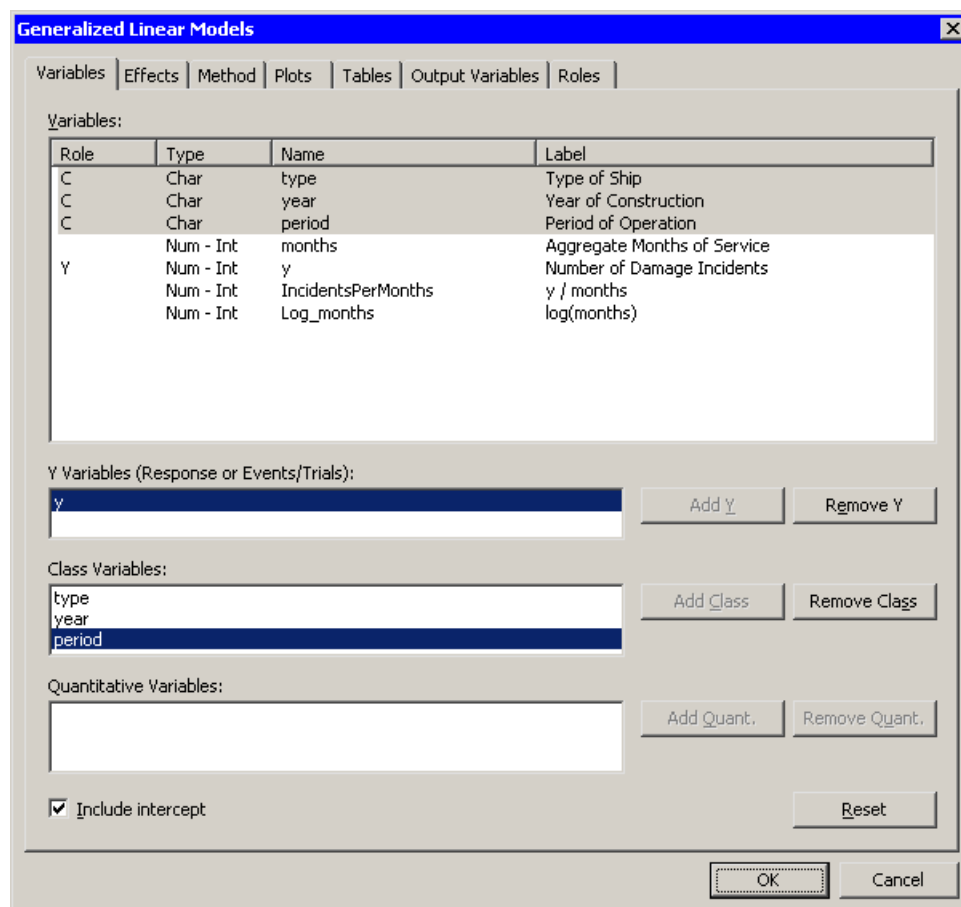 Generalized Linear Models
Variables Effects Method Plots Tables Output Variables Roles
Variables:
Role Type Name Label
C Char type Type of Ship
C Char year Year of Construction
C Char period Period of Operation
Num - Int months Aggregate Months of Service
Y Num - Int y Number of Damage Incidents
Num - Int IncidentsPerMonths y / months
Num - Int Log_months log(months)
Y Variables (Response or Events/Trials):
y Add Y Remove Y
Class Variables:
type Add Class Remove Class
year
period
Quantitative Variables:
Add Quant. Remove Quant.
Include intercept Reset
OK Cancel